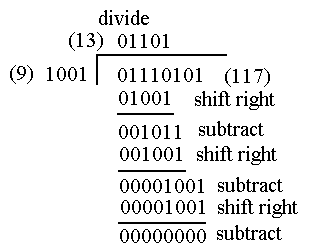 divide
(13) 01101
(9) 1001 01110101 (117)
01001 shift right
001011 subtract
001001 shift right
00001001 subtract
00001001 shift right
00000000 subtract